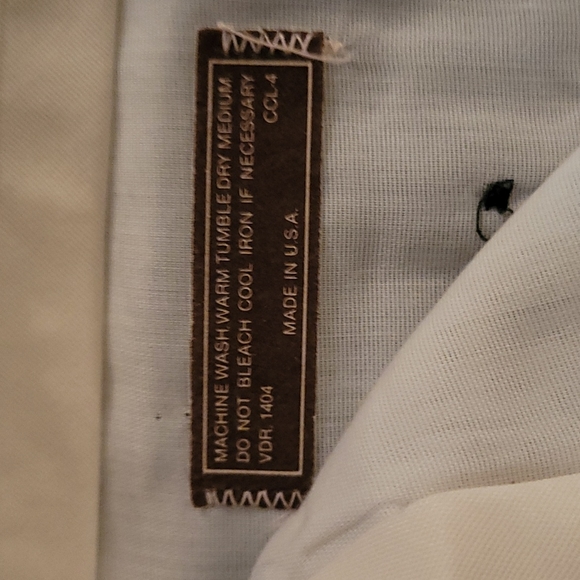 MACHINE WASH, WARM TUMBLE DRY MEDIUM
DO NOT BLEACH COOL IRON IF NECESSARY
VDR. 1404 CCL-4
MADE IN U.S.A.